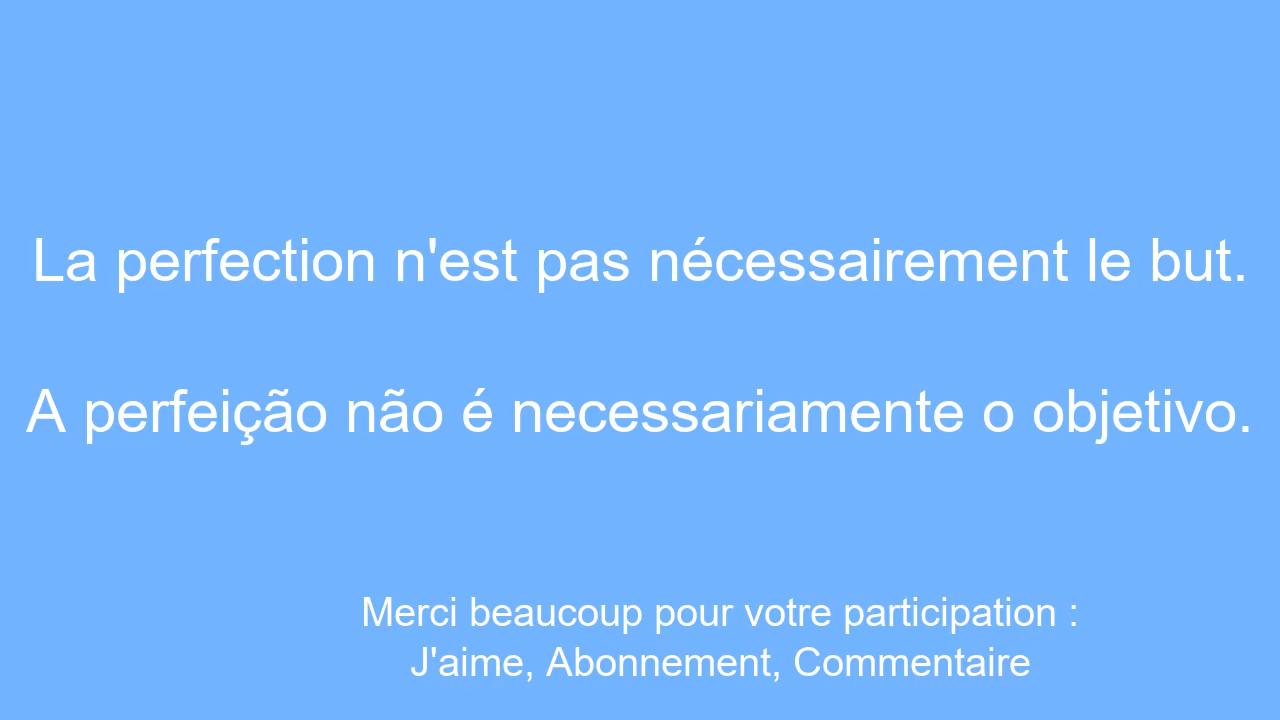 La perfection n'est pas nécessairement le but.
A perfeição não é necessariamente o objetivo.
Merci beaucoup pour votre participation :
J'aime, Abonnement, Commentaire